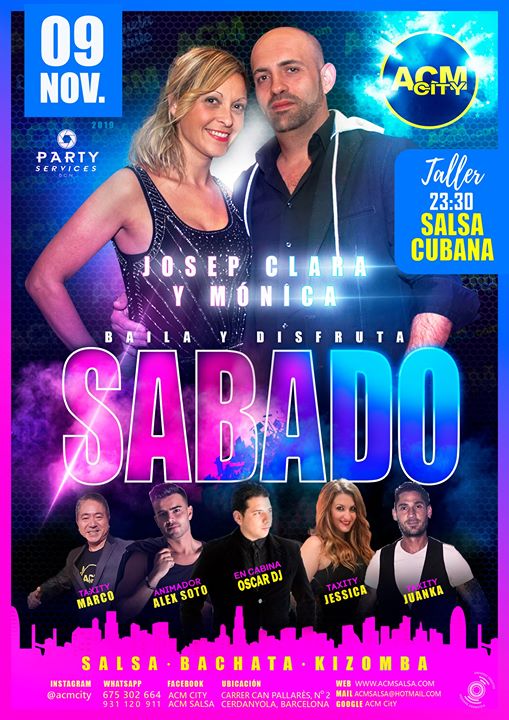 09
NOV.
2019
PARTY
SERVICES
BCN
ACM
CITY
Taller
23:30
SALSA
CUBANA
JOSEP CLARA
Y MÓNICA
BAILA Y DISFRUTA
SABADO
TAXITY
MARCO
ANIMADOR
ALEX SOTO
EN CABINA
OSCAR DJ
TAXITY
JESSICA
TAXITY
JUANKA
SALSA · BACHATA · KIZOMBA
INSTAGRAM
@acmcity
WHATSAPP
675 302 664
931 120 911
FACEBOOK
ACM CITY
ACM SALSA
UBICACIÓN
CARRER CAN PALLARÈS, Nº 2
CERDANYOLA, BARCELONA
WEB WWW.ACMSALSA.COM
MAIL ACMSALSA@HOTMAIL.COM
GOOGLE ACM CiTY